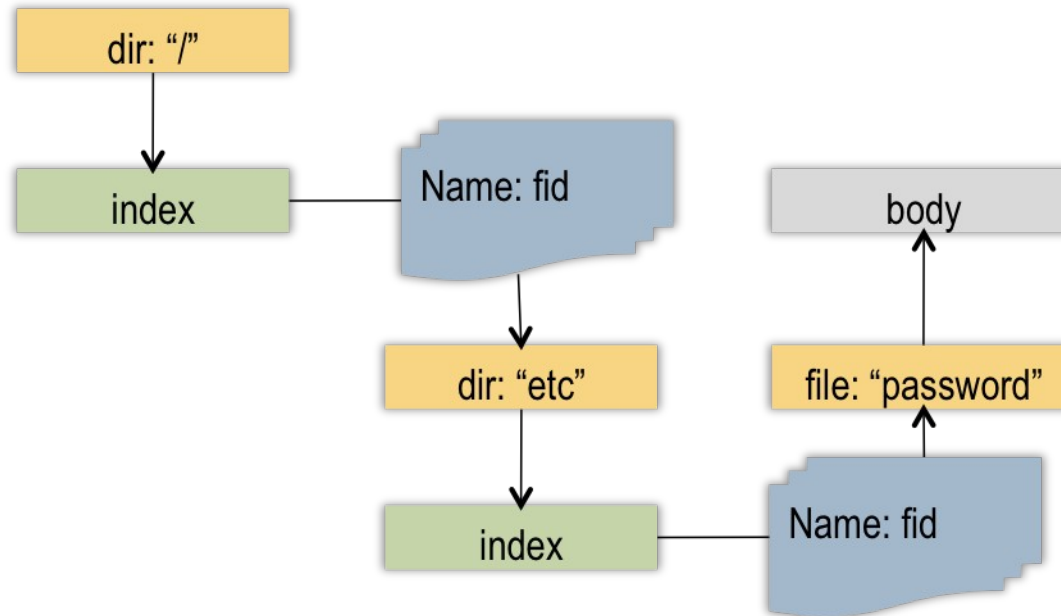 dir: “/”
index
Name: fid
body
dir: “etc”
file: “password”
index
Name: fid